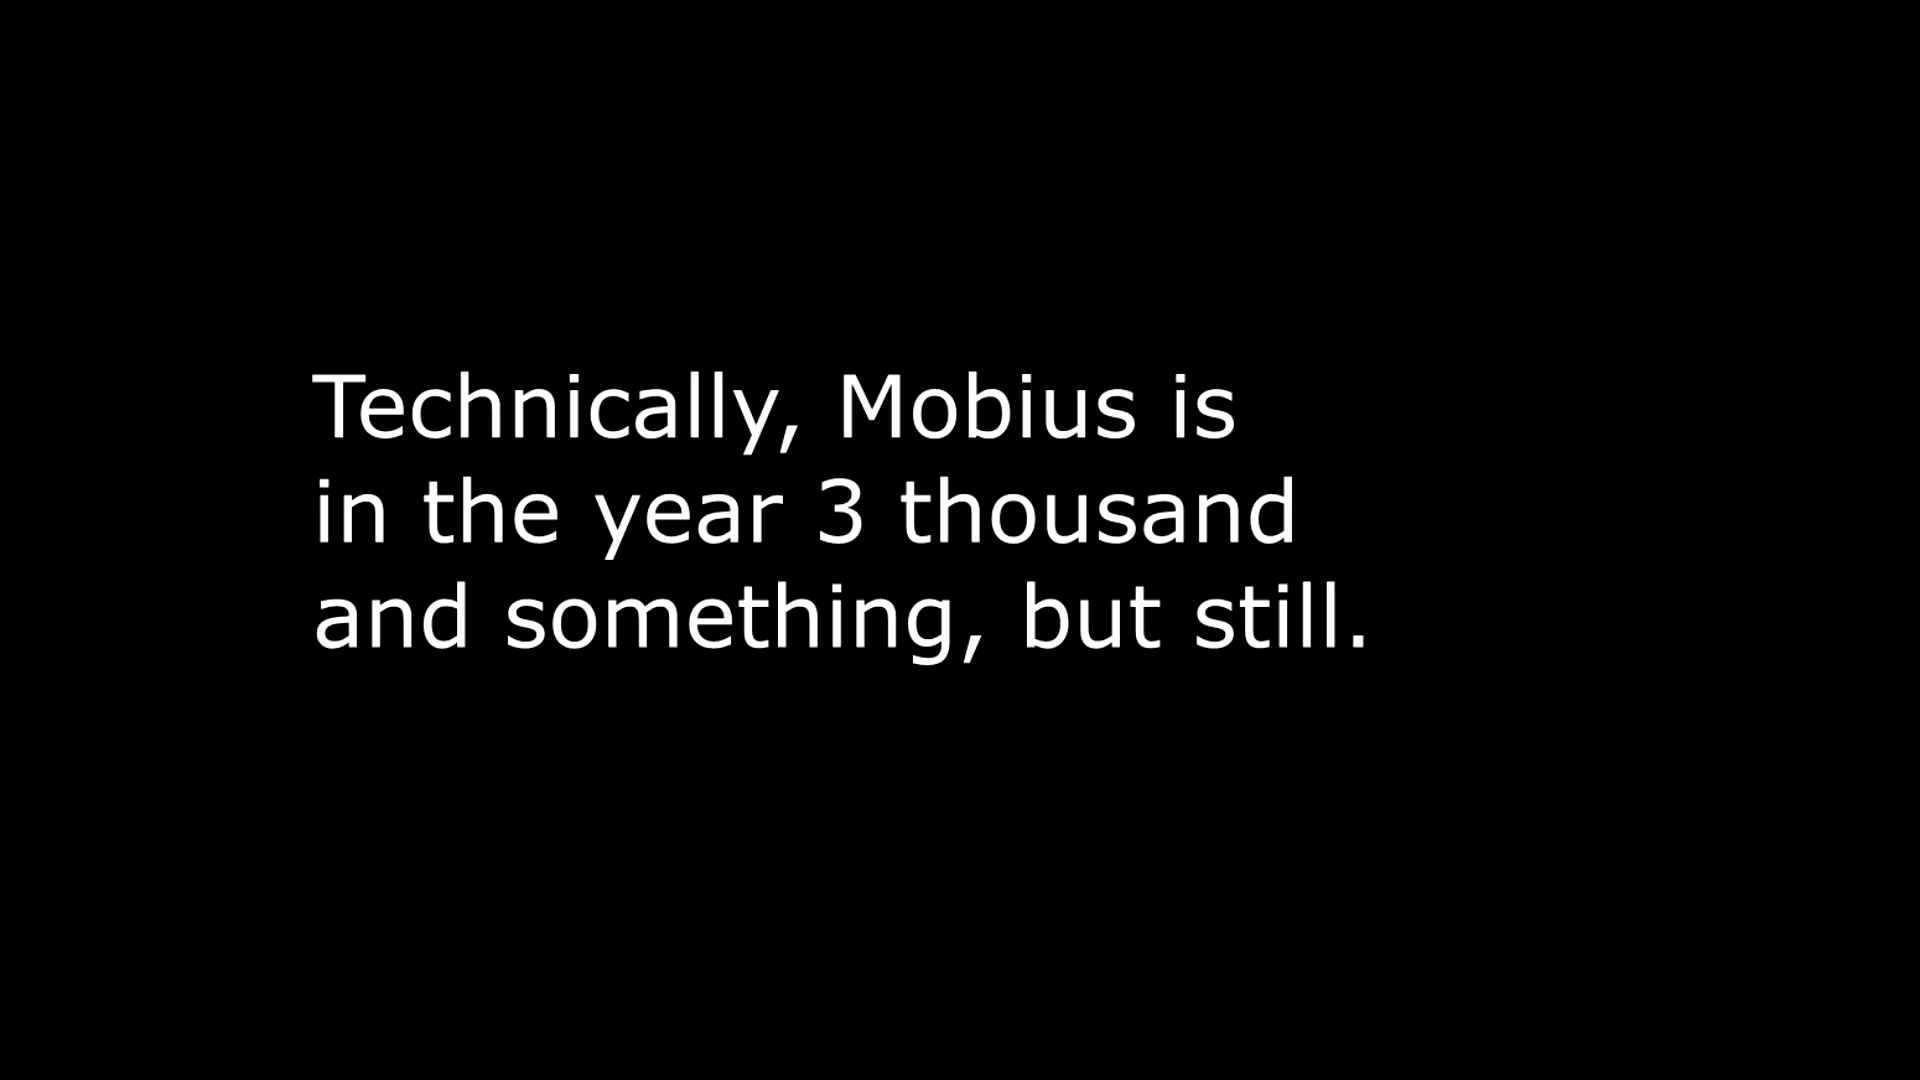 Technically, Mobius is
in the year 3 thousand
and something, but still.